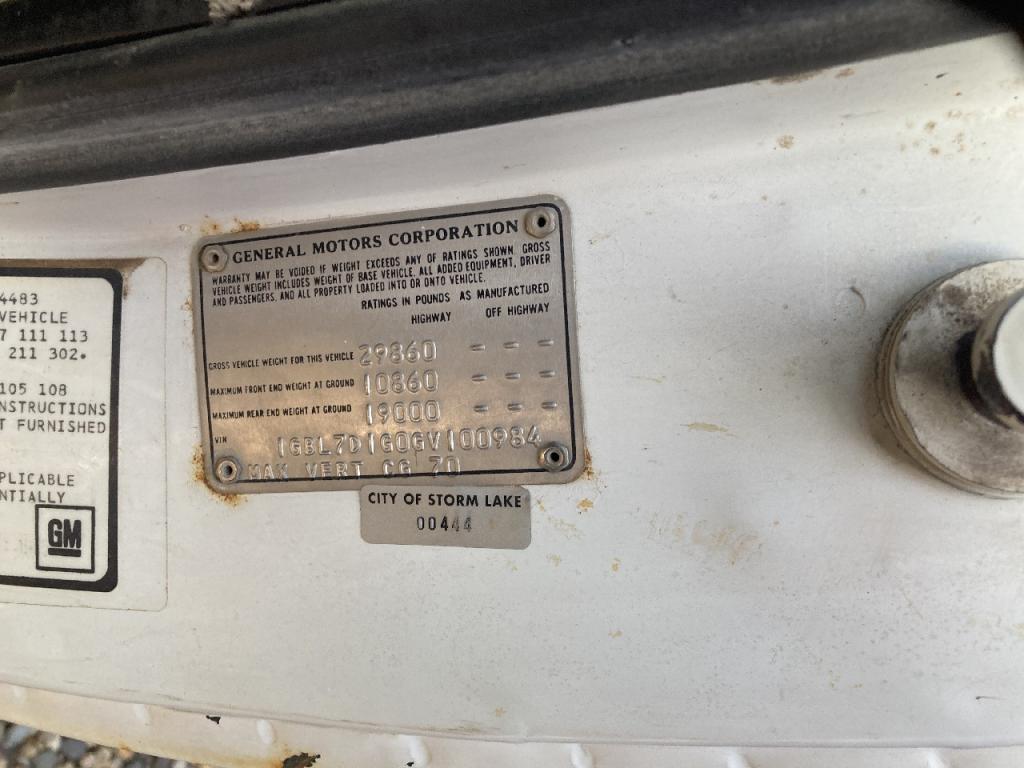 4483
VEHICLE
7 111 113
211 302.
105 108
NSTRUCTIONS
T FURNISHED
PLICABLE
NTIALLY
GM
GENERAL MOTORS CORPORATION
WARRANTY MAY BE VOIDED IF WEIGHT EXCEEDS ANY OF RATINGS SHOWN. GROSS
VEHICLE WEIGHT INCLUDES WEIGHT OF BASE VEHICLE, ALL ADDED EQUIPMENT, DRIVER
AND PASSENGERS, AND ALL PROPERTY LOADED INTO OR ONTO VEHICLE.
RATINGS IN POUNDS AS MANUFACTURED
HIGHWAY OFF HIGHWAY
GROSS VEHICLE WEIGHT FOR THIS VEHICLE 29860 - - -
MAXIMUM FRONT END WEIGHT AT GROUND 10860 - - -
MAXIMUM REAR END WEIGHT AT GROUND 19000 - - -
VIN 1GBL7D1G0GV100984
MAX VERT CG 70
CITY OF STORM LAKE
00444